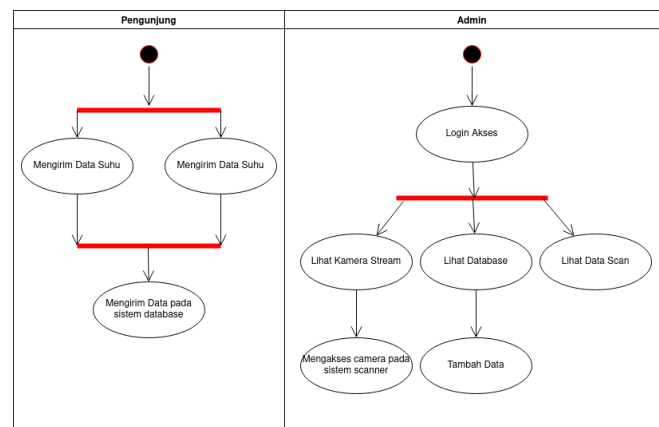 Pengunjung
Admin
Login Akses
Mengirim Data Suhu
Mengirim Data Suhu
Lihat Kamera Stream
Lihat Database
Lihat Data Scan
Mengirim Data pada
sistem database
Mengakses camera pada
sistem scanner
Tambah Data